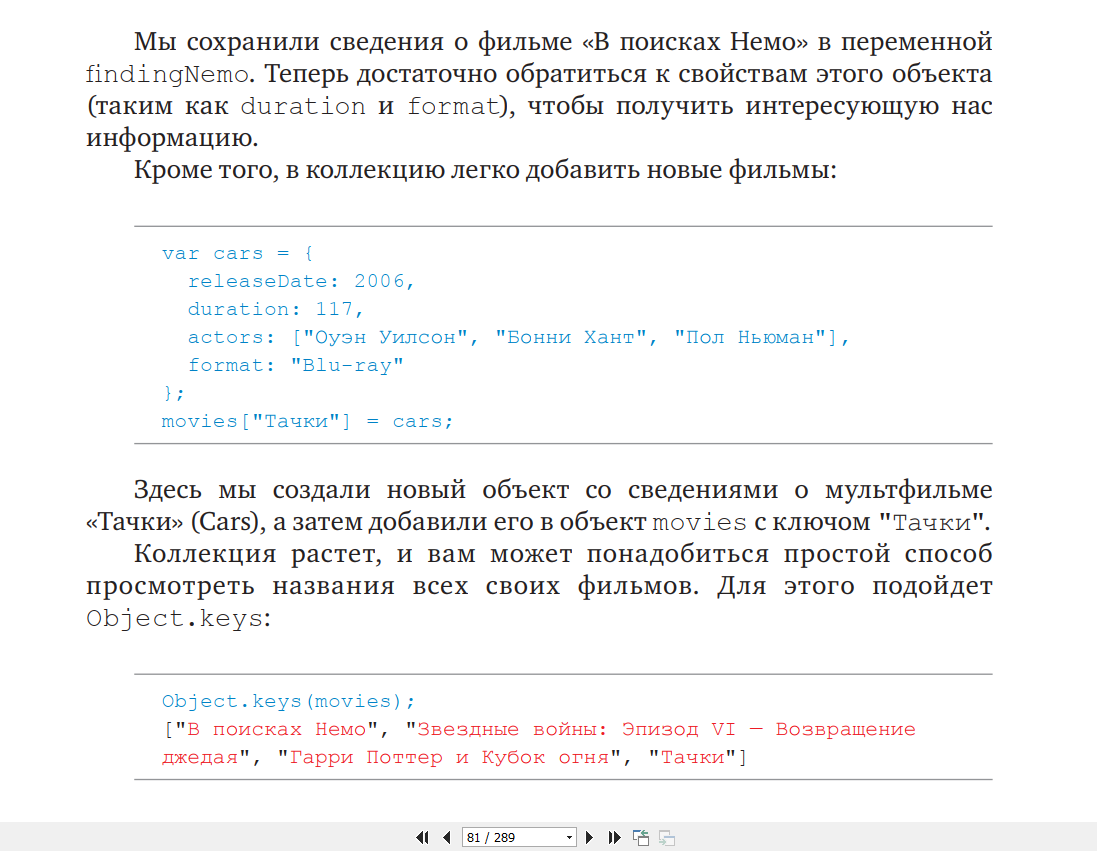 Мы сохранили сведения о фильме «В поисках Немо» в переменной
findingNemo. Теперь достаточно обратиться к свойствам этого объекта
(таким как duration и format), чтобы получить интересующую нас
информацию.
Кроме того, в коллекцию легко добавить новые фильмы:
var cars = {
  releaseDate: 2006,
  duration: 117,
  actors: ["Оуэн Уилсон", "Бонни Хант", "Пол Ньюман"],
  format: "Blu-ray"
};
movies["Тачки"] = cars;
Здесь мы создали новый объект со сведениями о мультфильме
«Тачки» (Cars), а затем добавили его в объект movies с ключом "Тачки".
Коллекция растет, и вам может понадобиться простой способ
просмотреть названия всех своих фильмов. Для этого подойдет
Object.keys:
Object.keys(movies);
["В поисках Немо", "Звездные войны: Эпизод VI — Возвращение
джедая", "Гарри Поттер и Кубок огня", "Тачки"]
81 / 289